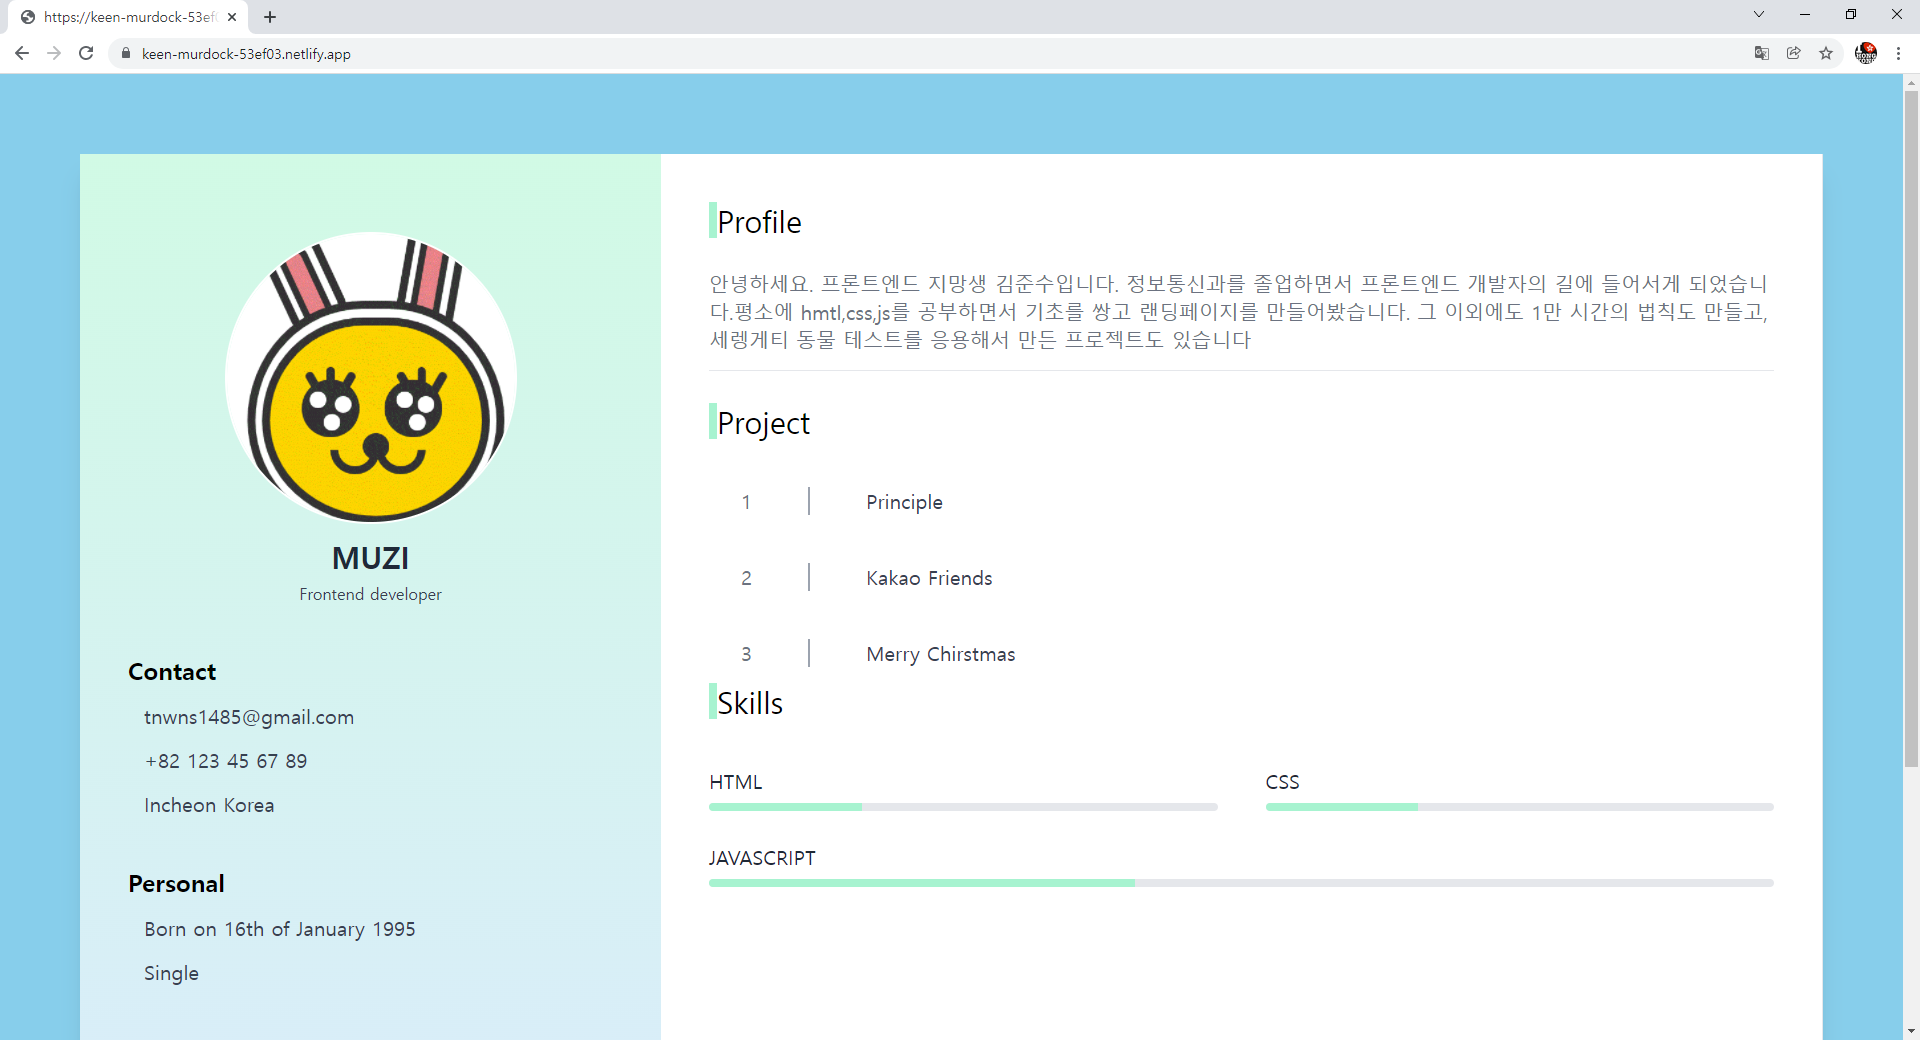 https://keen-murdock-53ef
keen-murdock-53ef03.netlify.app
MUZI
Frontend developer
Contact
tnwns1485@gmail.com
+82 123 45 67 89
Incheon Korea
Personal
Born on 16th of January 1995
Single
Profile
안녕하세요. 프론트엔드 지망생 김준수입니다. 정보통신과를 졸업하면서 프론트엔드 개발자의 길에 들어서게 되었습니
다.평소에 hmtl,css,js를 공부하면서 기초를 쌓고 랜딩페이지를 만들어봤습니다. 그 이외에도 1만 시간의 법칙도 만들고,
세렝게티 동물 테스트를 응용해서 만든 프로젝트도 있습니다
Project
1 Principle
2 Kakao Friends
3 Merry Chirstmas
Skills
HTML CSS
JAVASCRIPT